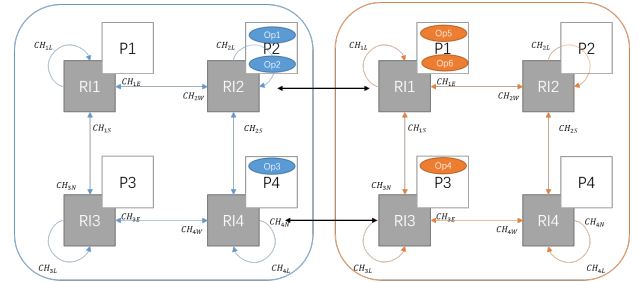 P1
Op1
P2
Op2
CH1L
CH2L
RI1
RI2
CH1E
CH2W
CH1S
CH2S
P3
Op3
P4
CH3N
CH4N
RI3
RI4
CH3E
CH4W
CH3L
CH4L
Op5
P1
Op6
P2
CH1L
CH2L
RI1
RI2
CH1E
CH2W
CH1S
CH2S
Op4
P3
P4
CH3N
CH4N
RI3
RI4
CH3E
CH4W
CH3L
CH4L